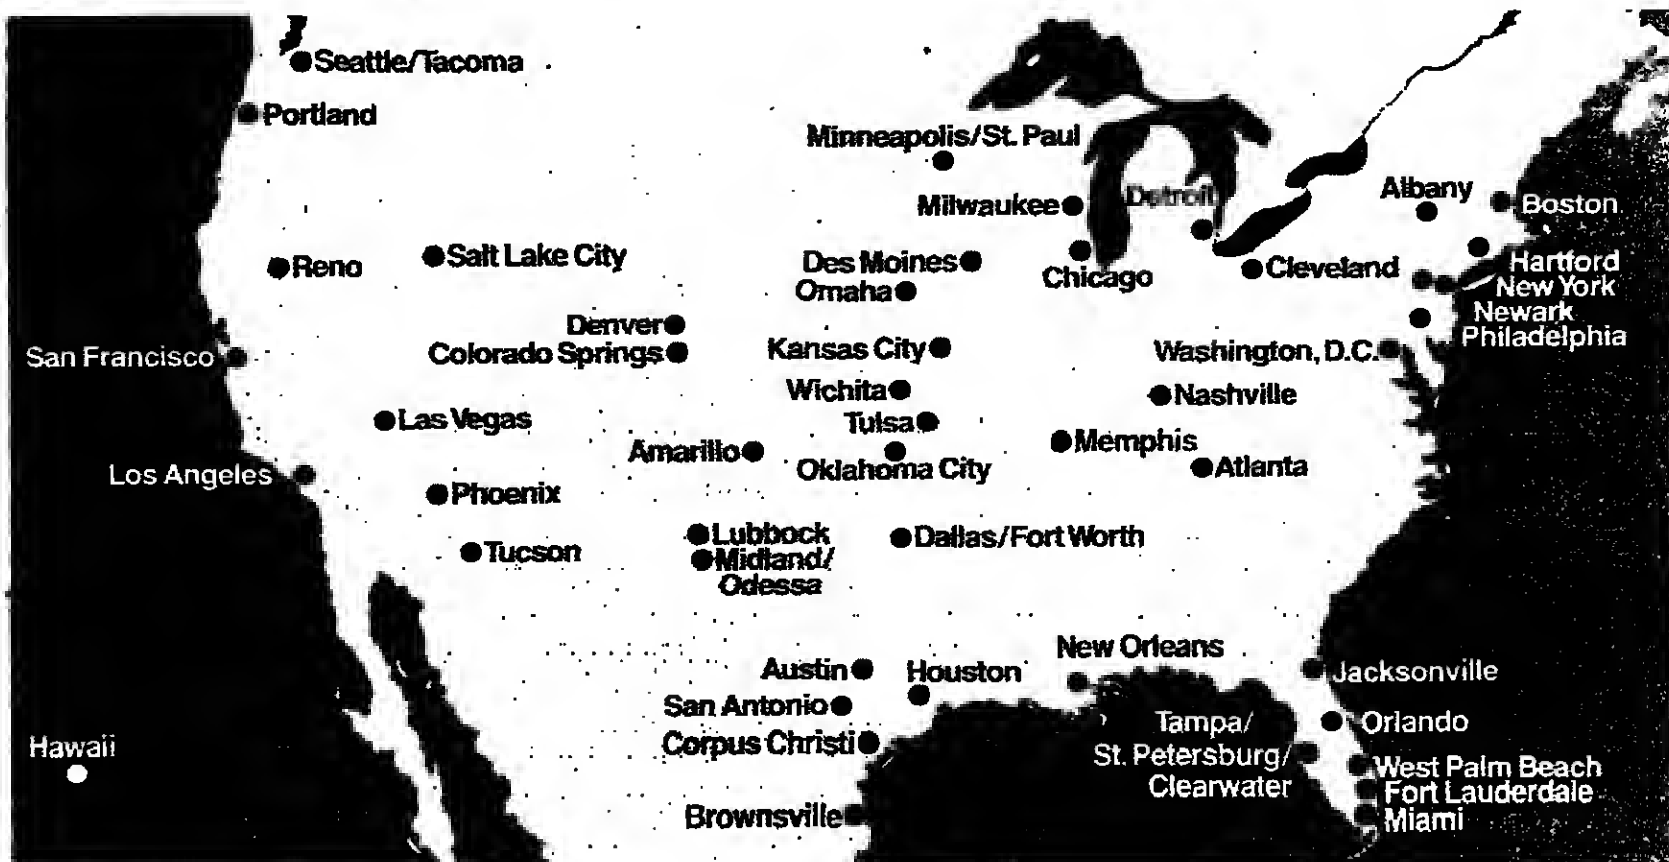 Seattle/Tacoma
Portland
Minneapolis/St. Paul
Milwaukee
Detroit
Albany
Boston
Reno
Salt Lake City
Des Moines
Omaha
Chicago
Cleveland
Hartford
New York
Newark
Philadelphia
Denver
Colorado Springs
San Francisco
Kansas City
Washington, D.C.
Wichita
Nashville
Las Vegas
Tulsa
Amarillo
Oklahoma City
Memphis
Atlanta
Los Angeles
Phoenix
Tucson
Lubbock
Midland/
Odessa
Dallas/Fort Worth
New Orleans
Austin
Houston
Jacksonville
San Antonio
Corpus Christi
Tampa/
St. Petersburg/
Clearwater
Orlando
Hawaii
West Palm Beach
Fort Lauderdale
Miami
Brownsville